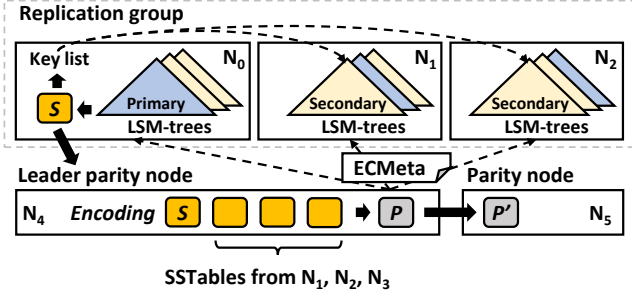 Replication group
Key list
N0
N1
N2
S
Primary
Secondary
Secondary
LSM-trees
LSM-trees
LSM-trees
ECMeta
Leader parity node
Parity node
N4
Encoding
S
P
P'
N5
SSTables from N1, N2, N3